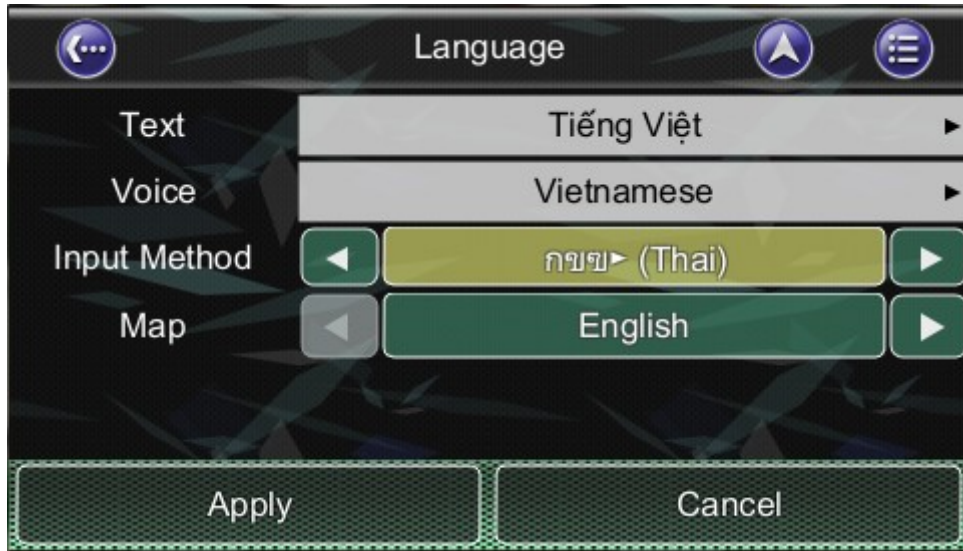 Language
Text Tiếng Việt
Voice Vietnamese
Input Method กขฃ► (Thai)
Map English
Apply Cancel